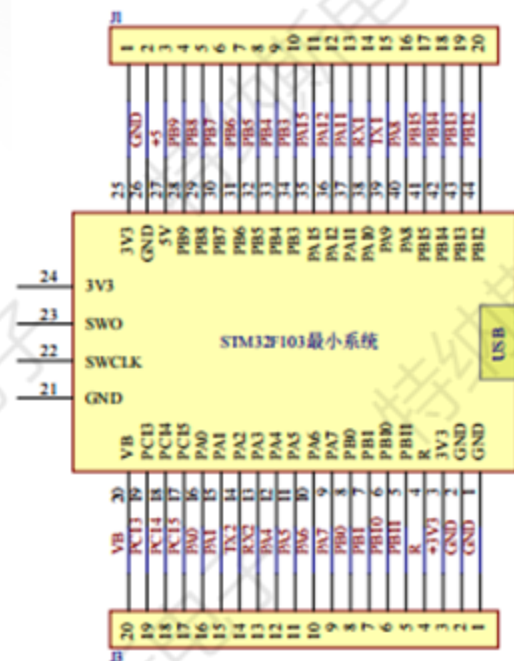 J1
1 2 3 4 5 6 7 8 9 10 11 12 13 14 15 16 17 18 19 20
GND +5 PB9 PB8 PB7 PB6 PB5 PB4 PB3 PA15 PA12 PA11 RX1 TX1 PA8 PB15 PB14 PB13 PB12
25 26 27 28 29 30 31 32 33 34 35 36 37 38 39 40 41 42 43 44
3V3 GND 5V PB9 PB8 PB7 PB6 PB5 PB4 PB3 PA15 PA12 PA11 PA10 PA9 PA8 PB15 PB14 PB13 PB12
24 3V3
23 SWO
22 SWCLK
21 GND
STM32F103最小系统
USB
VB PC13 PC14 PC15 PA0 PA1 PA2 PA3 PA4 PA5 PA6 PA7 PB0 PB1 PB10 PB11 R 3V3 GND GND
20 19 18 17 16 15 14 13 12 11 10 9 8 7 6 5 4 3 2 1
VB PC13 PC14 PC15 PA0 PA1 TX2 RX2 PA4 PA5 PA6 PA7 PB0 PB1 PB10 PB11 R +3V3 GND GND
20 19 18 17 16 15 14 13 12 11 10 9 8 7 6 5 4 3 2 1
J3
特纳斯
特纳
电子